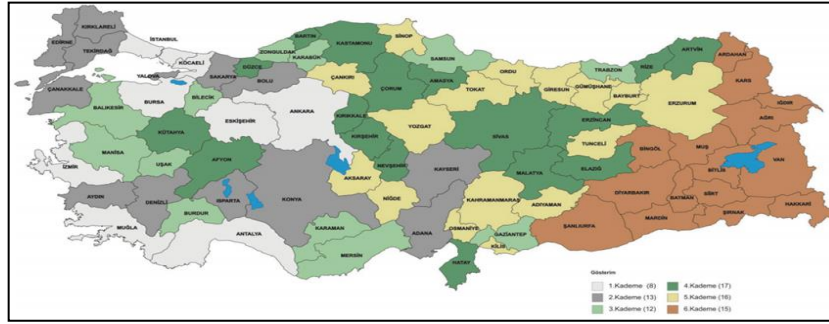 KIRKLARELİ
EDİRNE
TEKİRDAĞ
İSTANBUL
KOCAELİ
YALOVA
SAKARYA
DÜZCE
BOLU
ZONGULDAK
BARTIN
KARABÜK
KASTAMONU
SİNOP
SAMSUN
ÇANKIRI
ÇORUM
AMASYA
TOKAT
ORDU
GİRESUN
GÜMÜŞHANE
TRABZON
BAYBURT
RİZE
ARTVİN
ARDAHAN
KARS
IĞDIR
AĞRI
ERZURUM
ERZİNCAN
ÇANAKKALE
BALIKESİR
BURSA
BİLECİK
ESKİŞEHİR
ANKARA
KIRIKKALE
KIRŞEHİR
YOZGAT
SİVAS
TUNCELİ
BİNGÖL
MUŞ
BİTLİS
VAN
KÜTAHYA
MANİSA
UŞAK
AFYON
İZMİR
AYDIN
DENİZLİ
ISPARTA
KONYA
AKSARAY
NEVŞEHİR
KAYSERİ
MALATYA
ELAZIĞ
DİYARBAKIR
BATMAN
SİİRT
ŞIRNAK
HAKKARİ
MARDİN
ŞANLIURFA
ADIYAMAN
KAHRAMANMARAŞ
NİĞDE
BURDUR
MUĞLA
ANTALYA
KARAMAN
MERSİN
ADANA
OSMANİYE
GAZİANTEP
KİLİS
HATAY
Gösterim
1.Kademe (8)
2.Kademe (13)
3.Kademe (12)
4.Kademe (17)
5.Kademe (16)
6.Kademe (15)